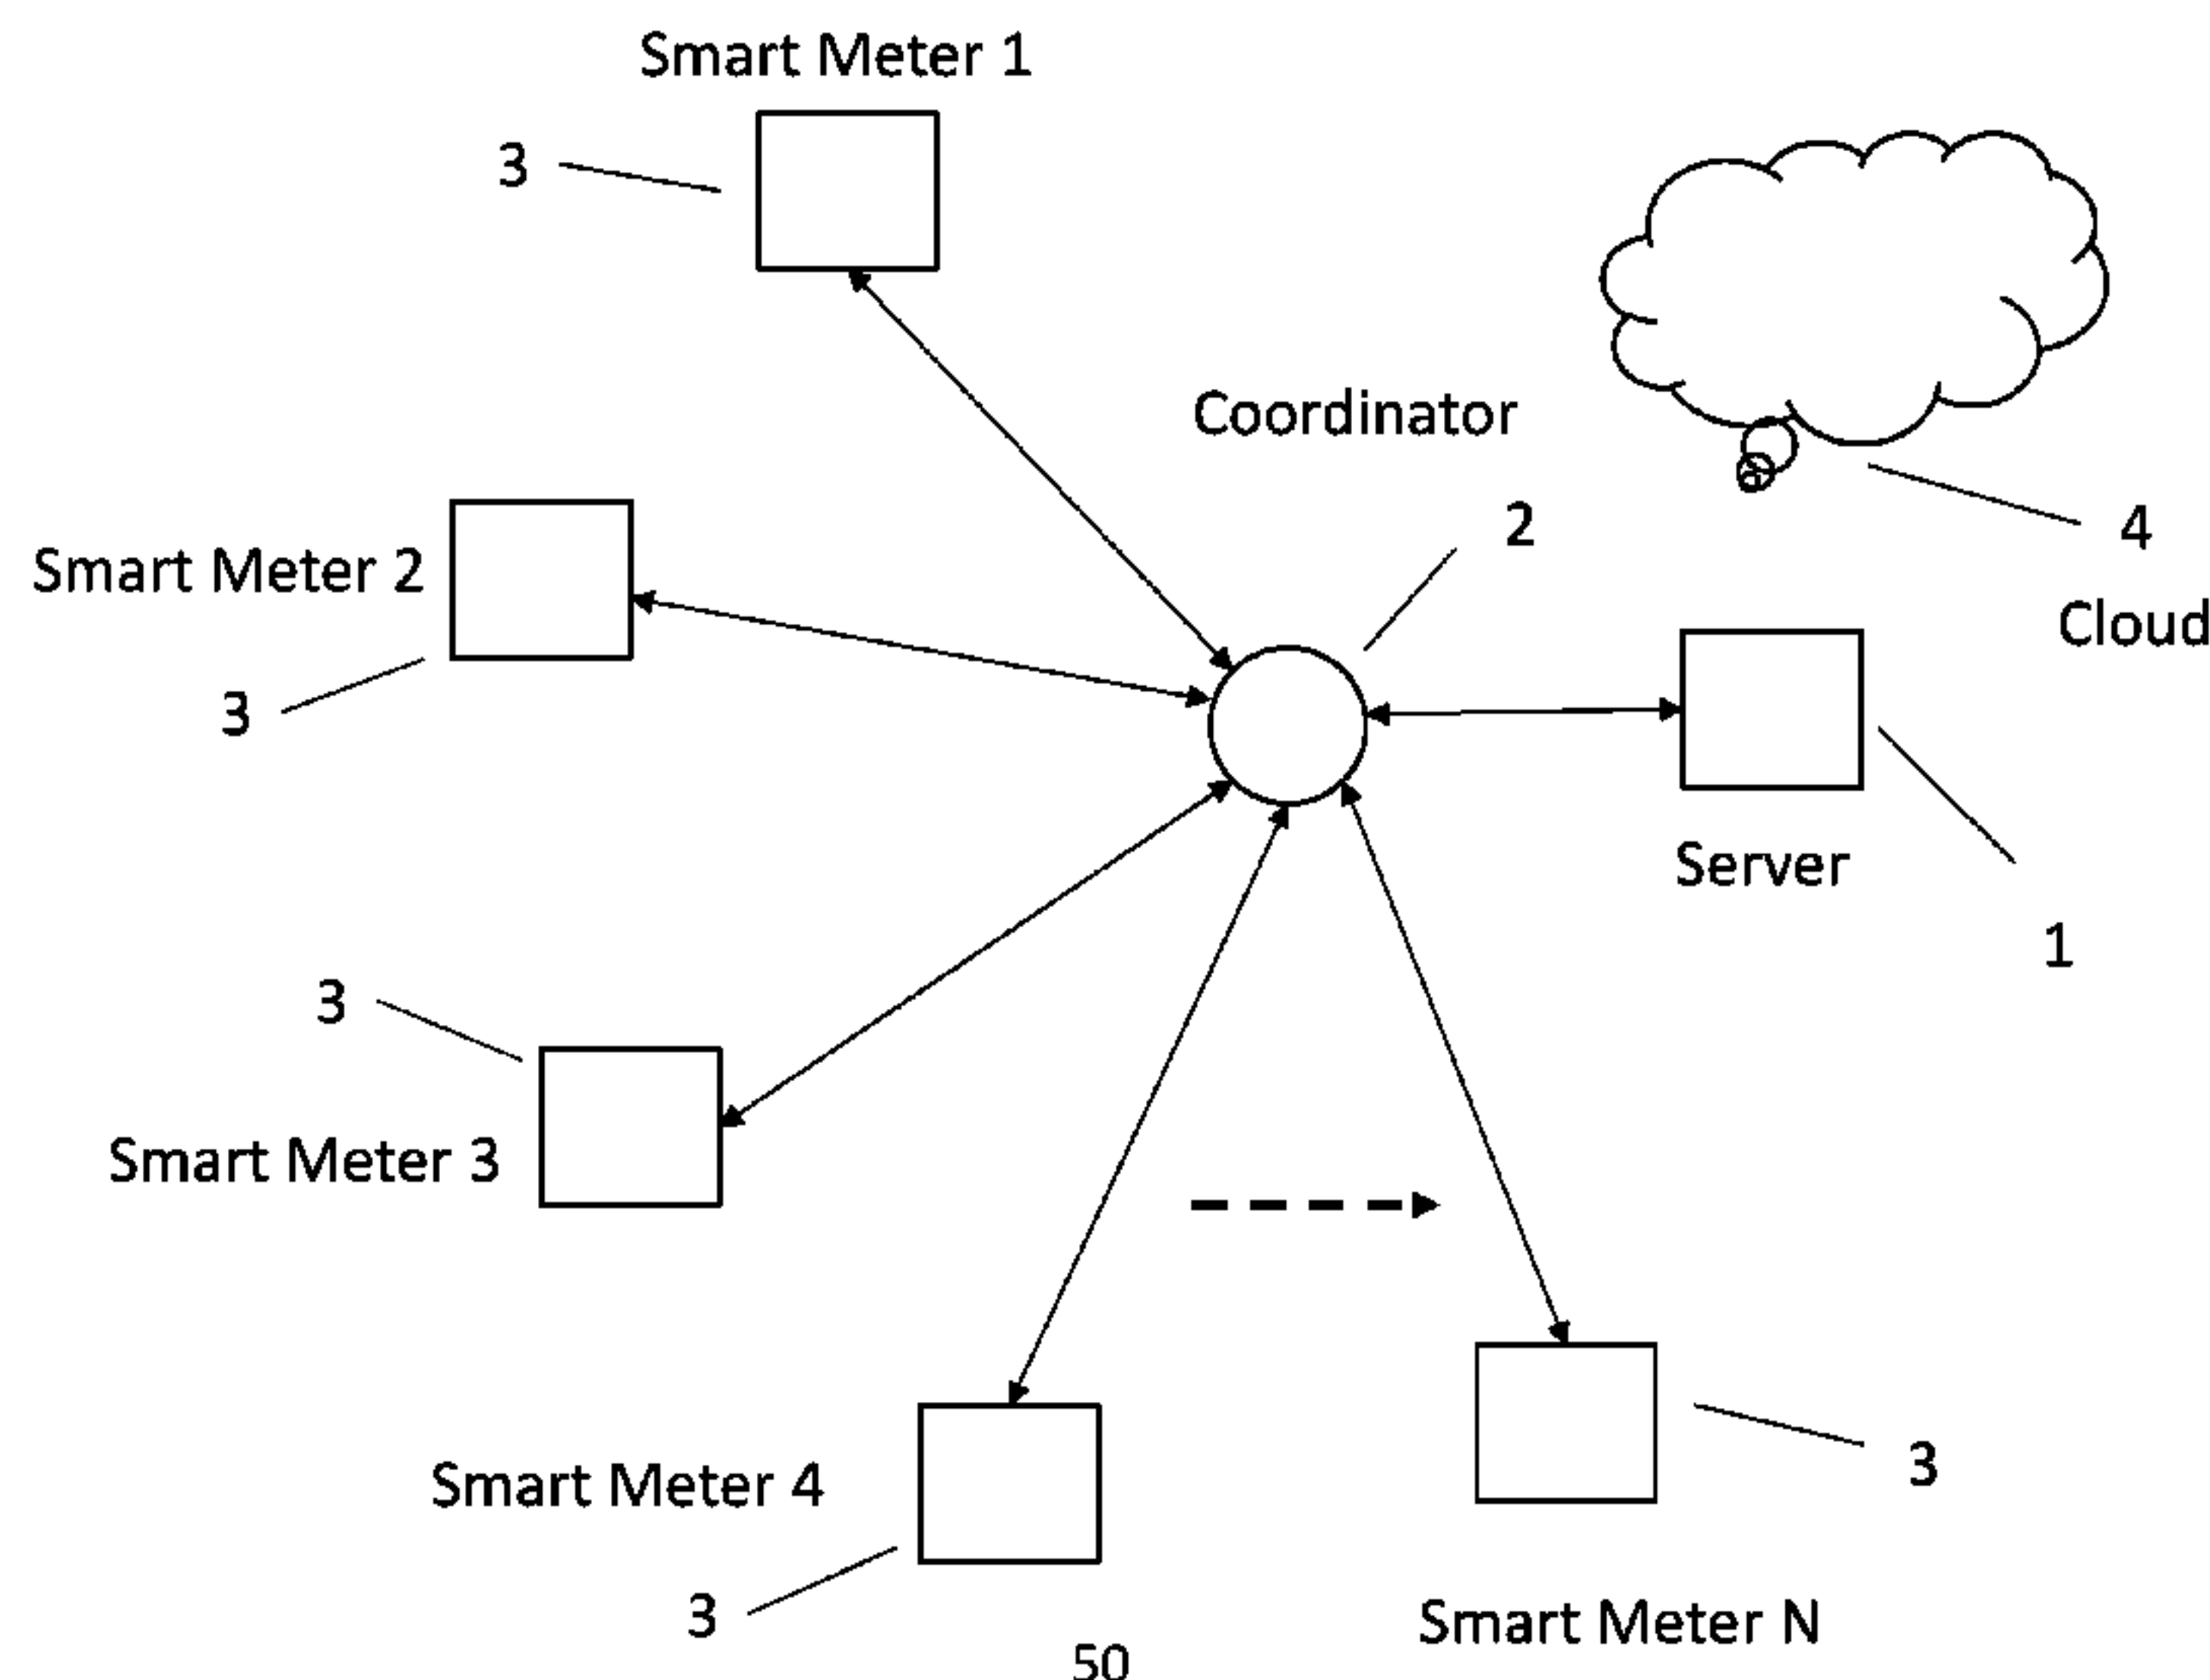 Smart Meter 1
3
Coordinator
2
4
Smart Meter 2
Cloud
3
Server
1
3
Smart Meter 3
Smart Meter 4
3
3
Smart Meter N
50